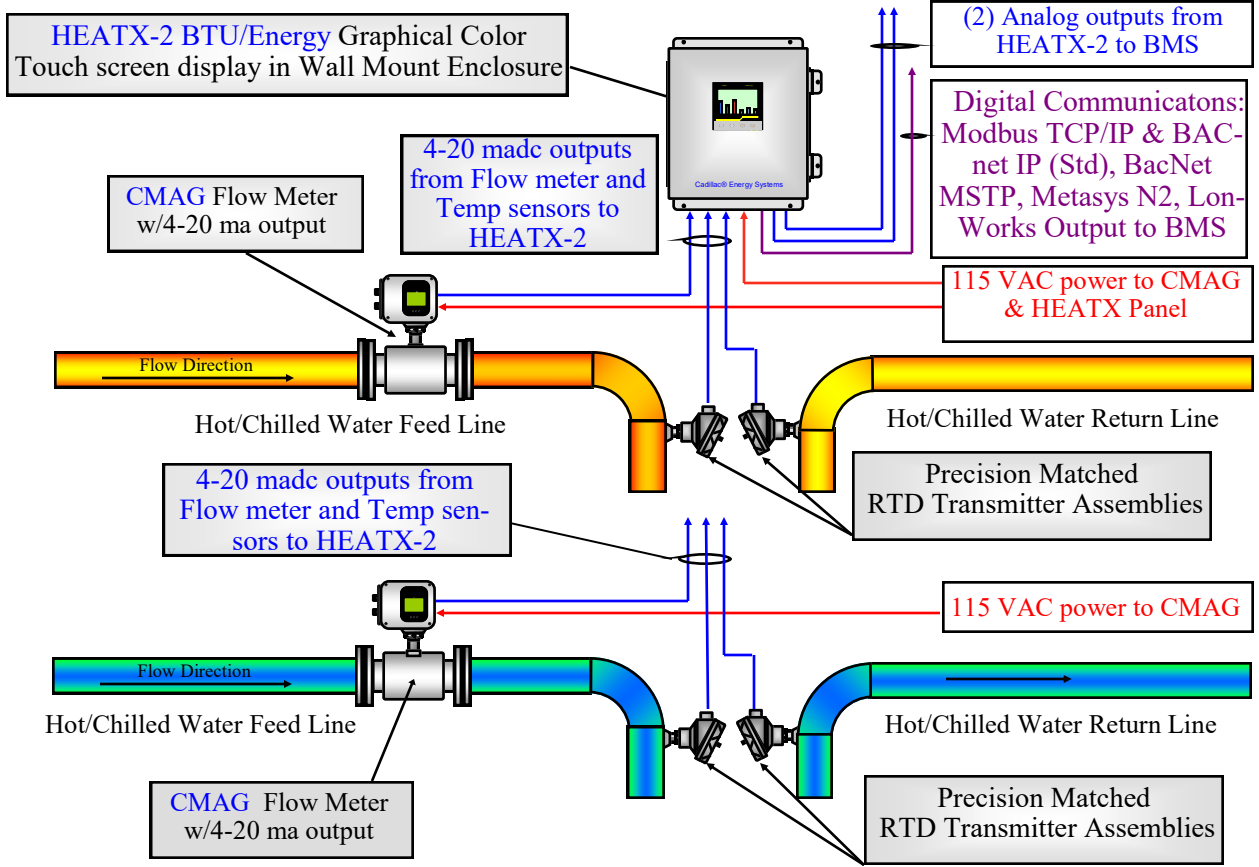 HEATX-2 BTU/Energy Graphical Color
Touch screen display in Wall Mount Enclosure
(2) Analog outputs from
HEATX-2 to BMS
Digital Communicatons:
Modbus TCP/IP & BAC-
net IP (Std), BacNet
MSTP, Metasys N2, Lon-
Works Output to BMS
4-20 madc outputs
from Flow meter and
Temp sensors to
HEATX-2
Cadillac® Energy Systems
CMAG Flow Meter
w/4-20 ma output
115 VAC power to CMAG
& HEATX Panel
Flow Direction
Hot/Chilled Water Feed Line
Hot/Chilled Water Return Line
4-20 madc outputs from
Flow meter and Temp sen-
sors to HEATX-2
Precision Matched
RTD Transmitter Assemblies
115 VAC power to CMAG
Flow Direction
Hot/Chilled Water Feed Line
Hot/Chilled Water Return Line
CMAG Flow Meter
w/4-20 ma output
Precision Matched
RTD Transmitter Assemblies